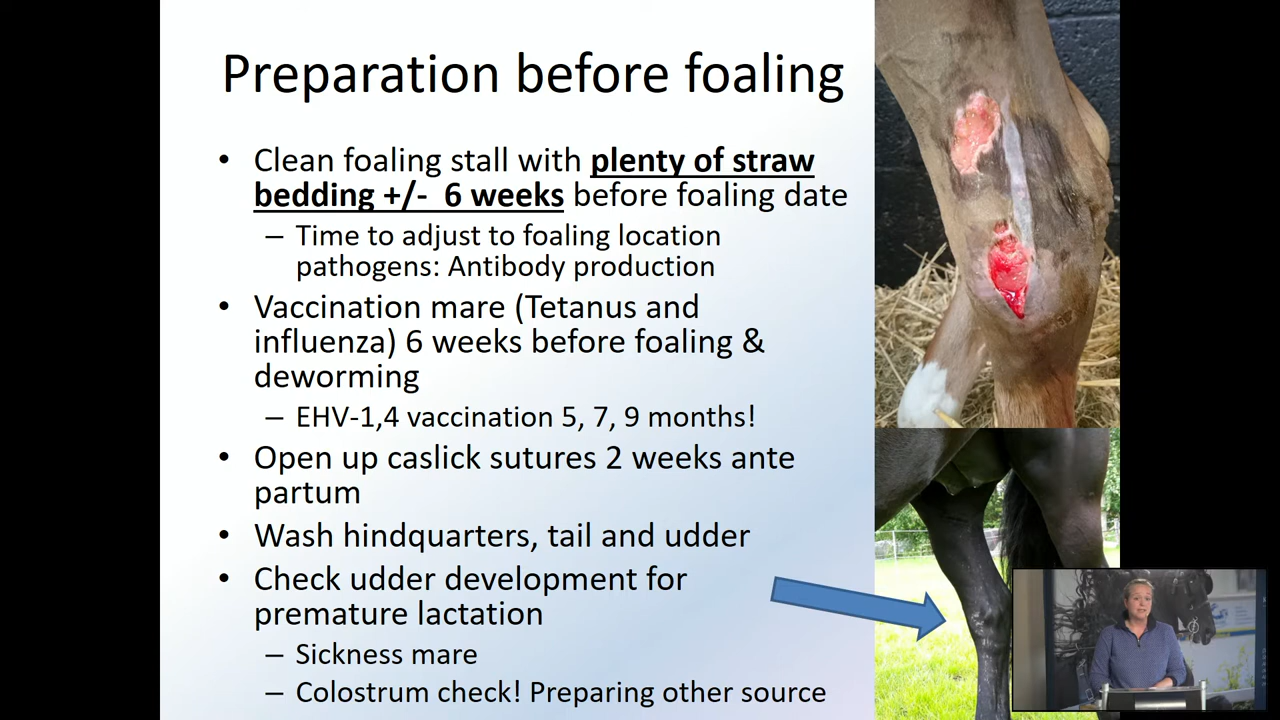 Preparation before foaling
• Clean foaling stall with plenty of straw
bedding +/- 6 weeks before foaling date
– Time to adjust to foaling location
pathogens: Antibody production
• Vaccination mare (Tetanus and
influenza) 6 weeks before foaling &
deworming
– EHV-1,4 vaccination 5, 7, 9 months!
• Open up caslick sutures 2 weeks ante
partum
• Wash hindquarters, tail and udder
• Check udder development for
premature lactation
– Sickness mare
– Colostrum check! Preparing other source